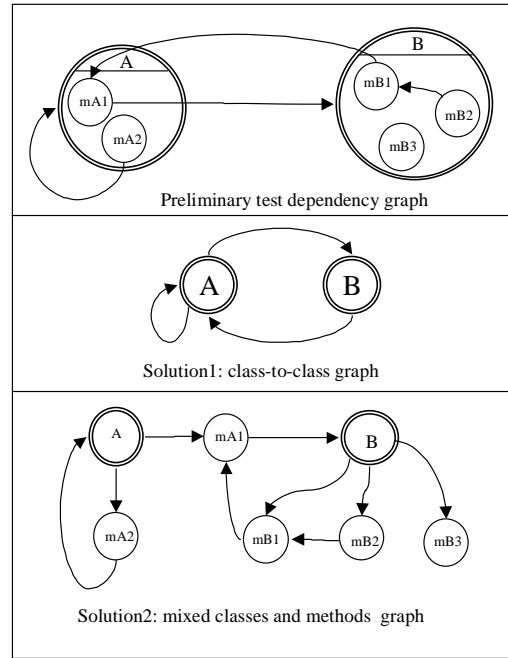 A
B
mA1
mB1
mB2
mA2
mB3
Preliminary test dependency graph
A
B
Solution1: class-to-class graph
A
mA1
B
mA2
mB1
mB2
mB3
Solution2: mixed classes and methods graph